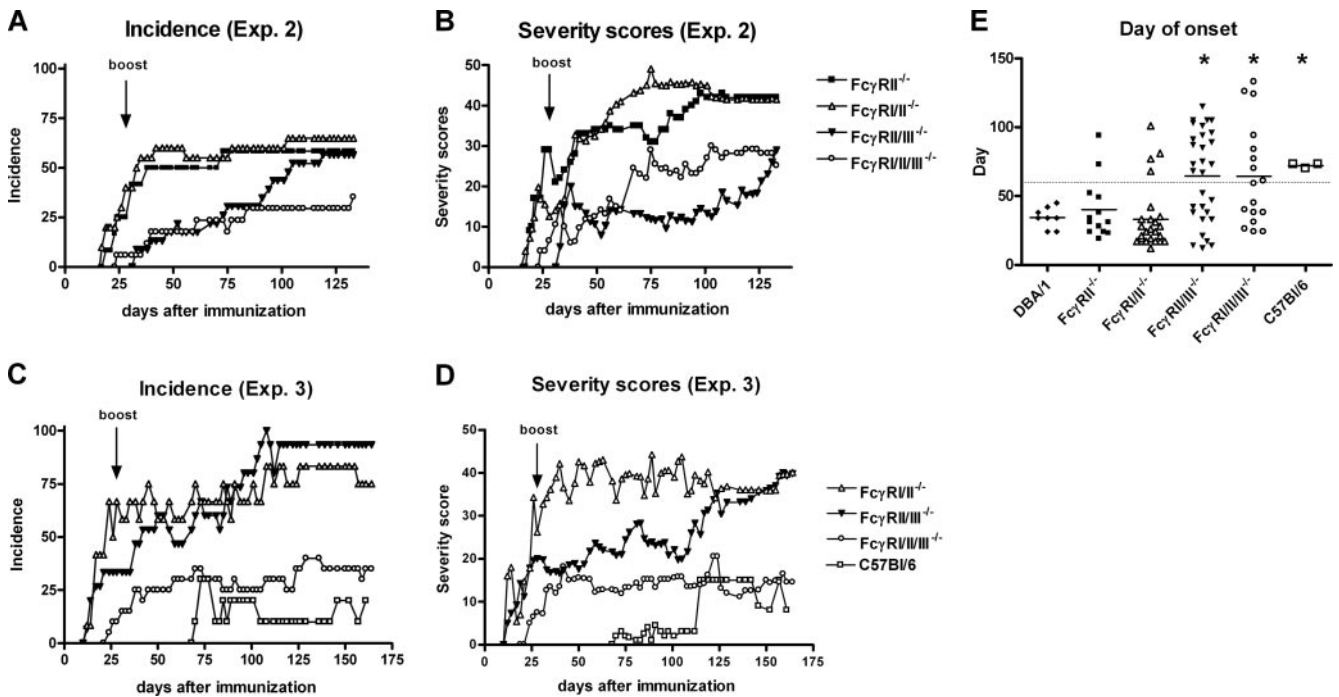 A
Incidence (Exp. 2)
boost
100
75
50
25
0
Incidence
0 25 50 75 100 125
days after immunization
B
Severity scores (Exp. 2)
boost
50
40
30
20
10
0
Severity scores
0 25 50 75 100 125
days after immunization
FcγRII-/-
FcγRI/II-/-
FcγRII/III-/-
FcγRI/II/III-/-
E
Day of onset
150
100
50
0
Day
* * *
DBA/1
FcγRII-/-
FcγRI/II-/-
FcγRII/III-/-
FcγRI/II/III-/-
C57Bl/6
C
Incidence (Exp. 3)
boost
100
75
50
25
0
Incidence
0 25 50 75 100 125 150 175
days after immunization
D
Severity scores (Exp. 3)
boost
50
40
30
20
10
0
Severity score
0 25 50 75 100 125 150 175
days after immunization
FcγRI/II-/-
FcγRII/III-/-
FcγRI/II/III-/-
C57Bl/6